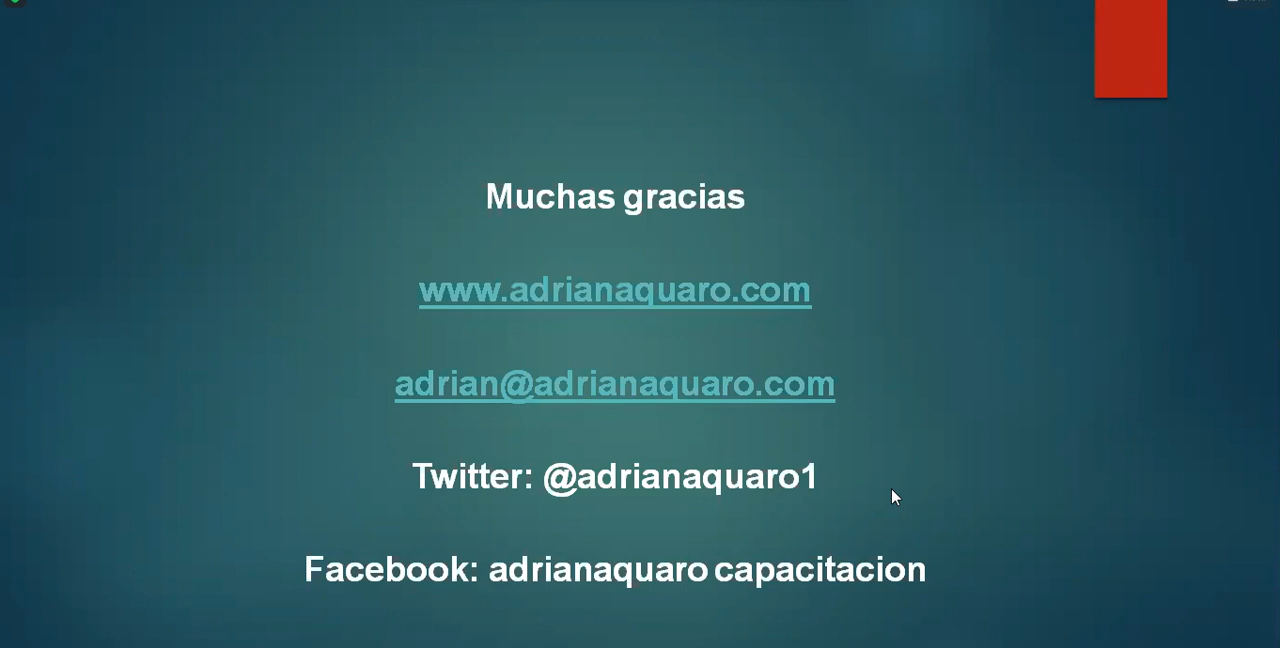 Muchas gracias
www.adrianaquaro.com
adrian@adrianaquaro.com
Twitter: @adrianaquaro1
Facebook: adrianaquaro capacitacion